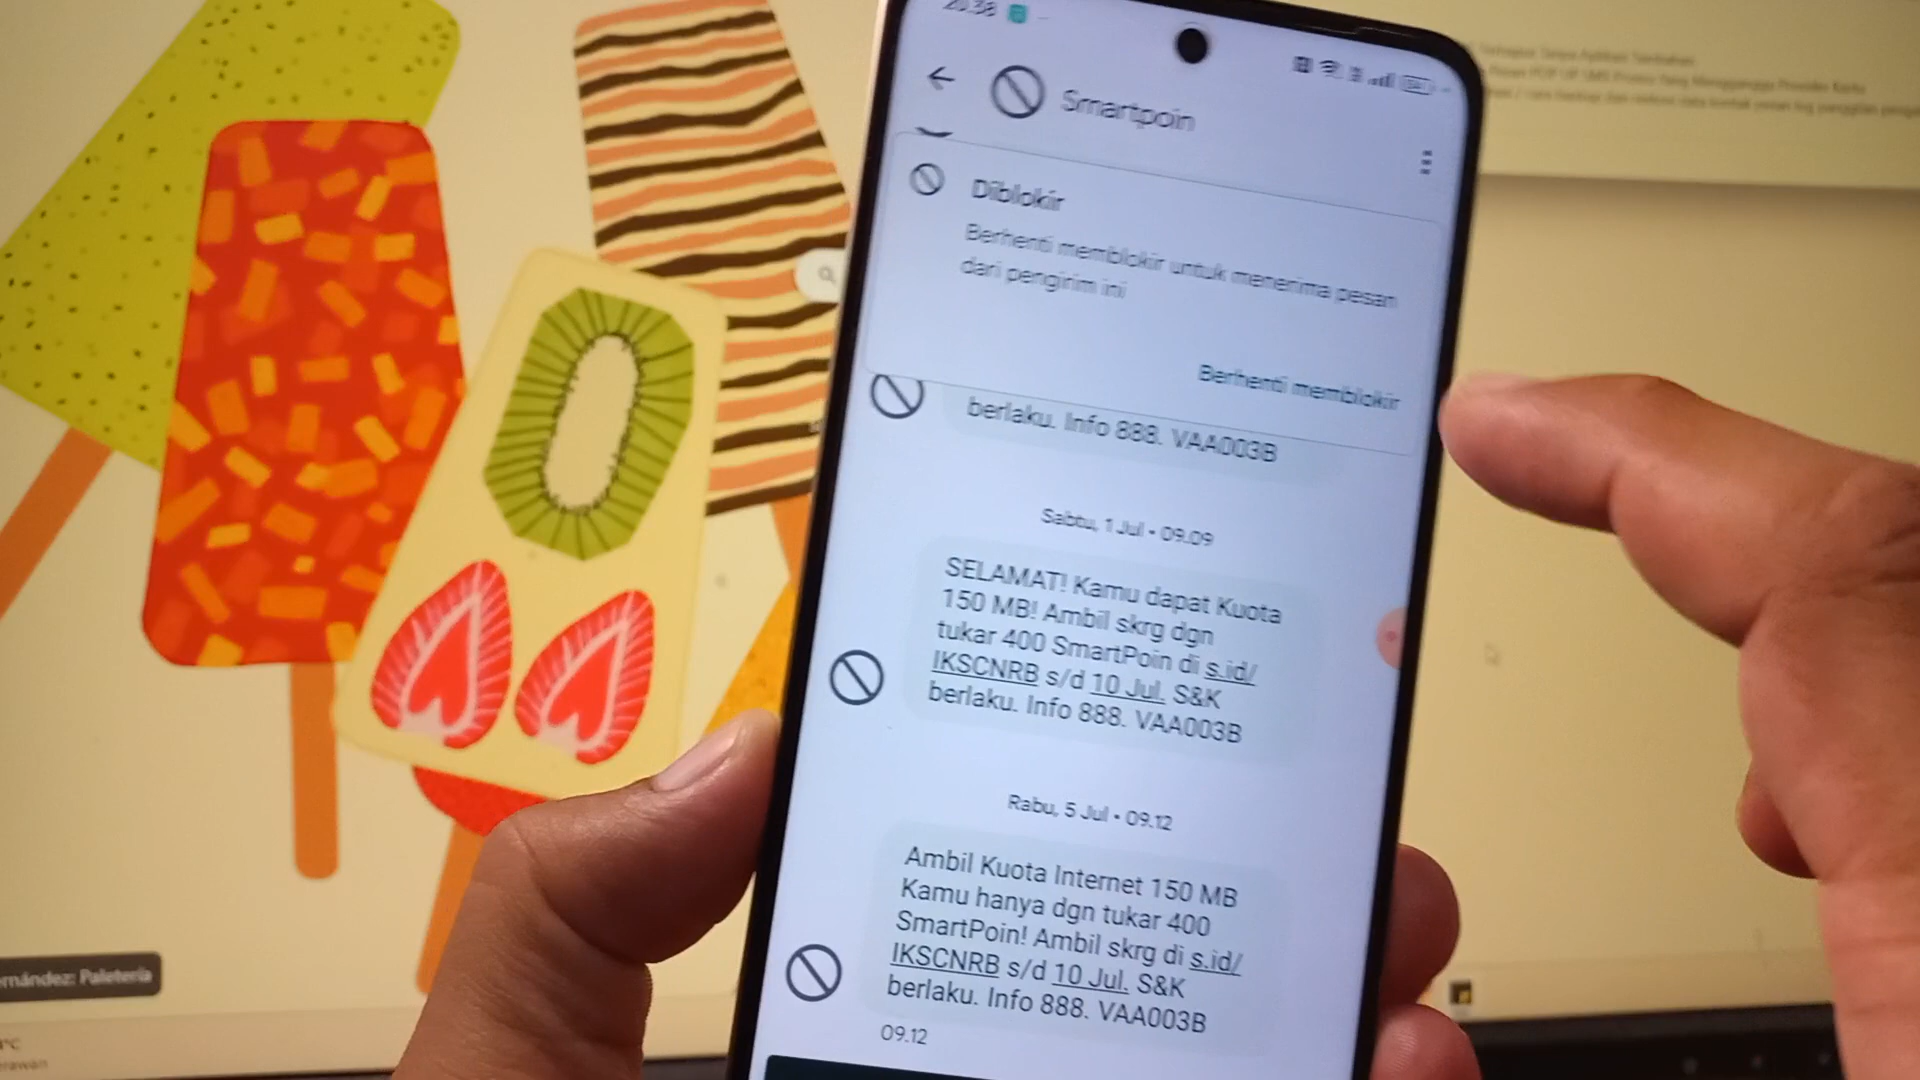 20.38
Smartpoin
Diblokir
Berhenti memblokir untuk menerima pesan
dari pengirim ini
Berhenti memblokir
berlaku. Info 888. VAA003B
Sabtu, 1 Jul • 09.09
SELAMAT! Kamu dapat Kuota
150 MB! Ambil skrg dgn
tukar 400 SmartPoin di s.id/
IKSCNRB s/d 10 Jul. S&K
berlaku. Info 888. VAA003B
Rabu, 5 Jul • 09.12
Ambil Kuota Internet 150 MB
Kamu hanya dgn tukar 400
SmartPoin! Ambil skrg di s.id/
IKSCNRB s/d 10 Jul. S&K
berlaku. Info 888. VAA003B
09.12
rnández: Paletería